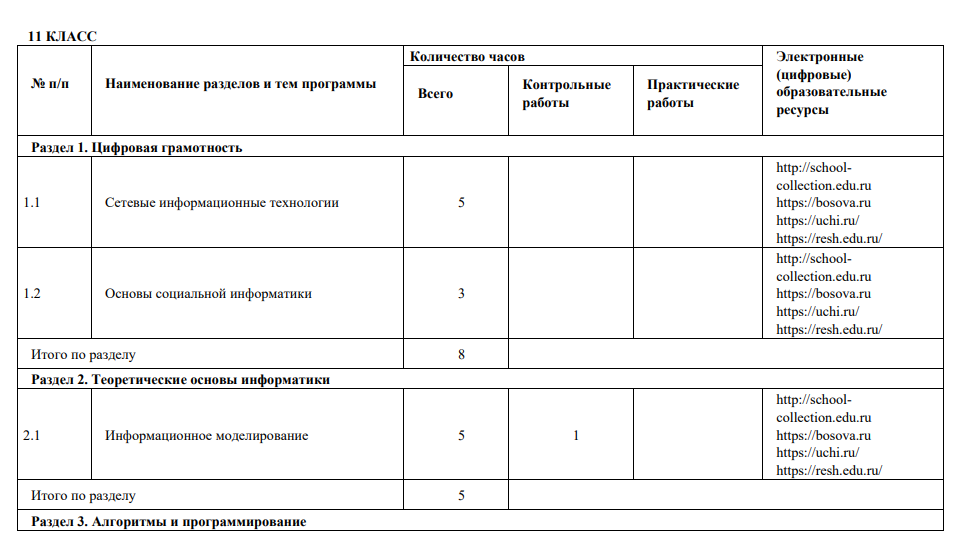 11 КЛАСС
№ п/п
Наименование разделов и тем программы
Количество часов
Всего
Контрольные
работы
Практические
работы
Электронные
(цифровые)
образовательные
ресурсы
Раздел 1. Цифровая грамотность
1.1
Сетевые информационные технологии
5
http://school-
collection.edu.ru
https://bosova.ru
https://uchi.ru/
https://resh.edu.ru/
1.2
Основы социальной информатики
3
http://school-
collection.edu.ru
https://bosova.ru
https://uchi.ru/
https://resh.edu.ru/
Итого по разделу
8
Раздел 2. Теоретические основы информатики
2.1
Информационное моделирование
5
1
http://school-
collection.edu.ru
https://bosova.ru
https://uchi.ru/
https://resh.edu.ru/
Итого по разделу
5
Раздел 3. Алгоритмы и программирование